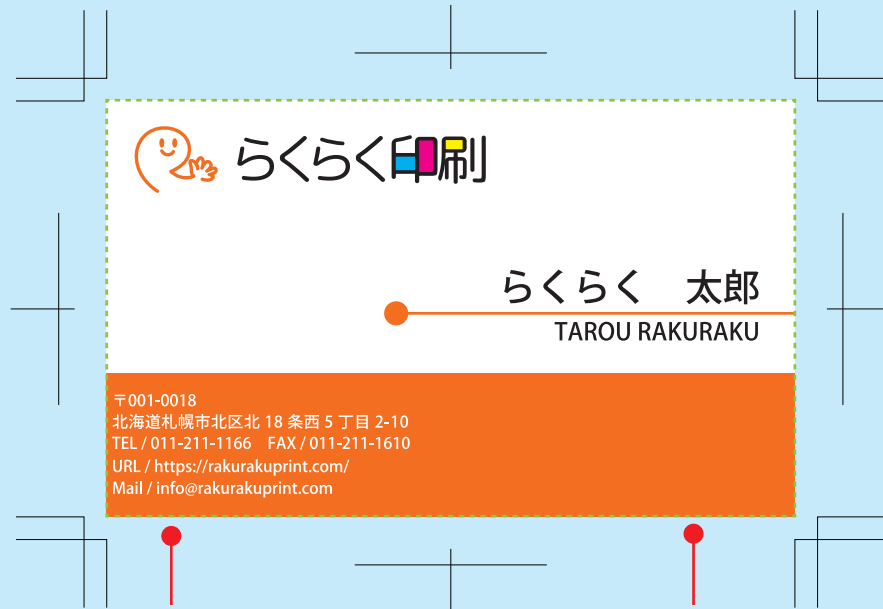 らくらく印刷
らくらく　太郎
TAROU RAKURAKU
〒001-0018
北海道札幌市北区北 18 条西 5 丁目 2-10
TEL / 011-211-1166　FAX / 011-211-1610
URL / https://rakurakuprint.com/
Mail / info@rakurakuprint.com